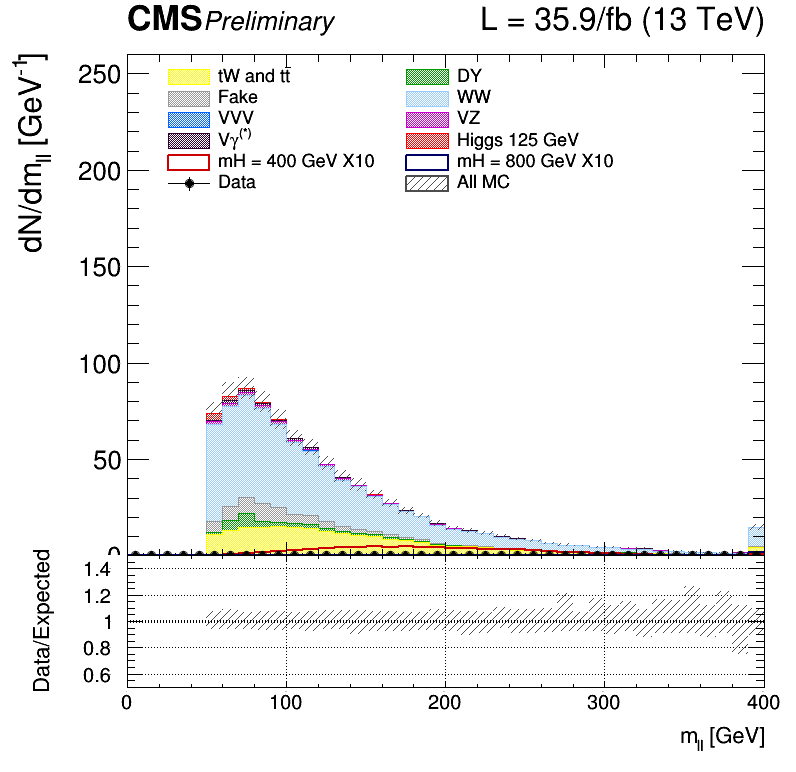 CMS Preliminary L = 35.9/fb (13 TeV)
dN/dm_ll [GeV^-1]
250
200
150
100
50
0
tW and tt̄ DY
Fake WW
VVV VZ
Vγ^(*) Higgs 125 GeV
mH = 400 GeV X10 mH = 800 GeV X10
Data All MC
Data/Expected
1.4
1.2
1
0.8
0.6
0 100 200 300 400
m_ll [GeV]